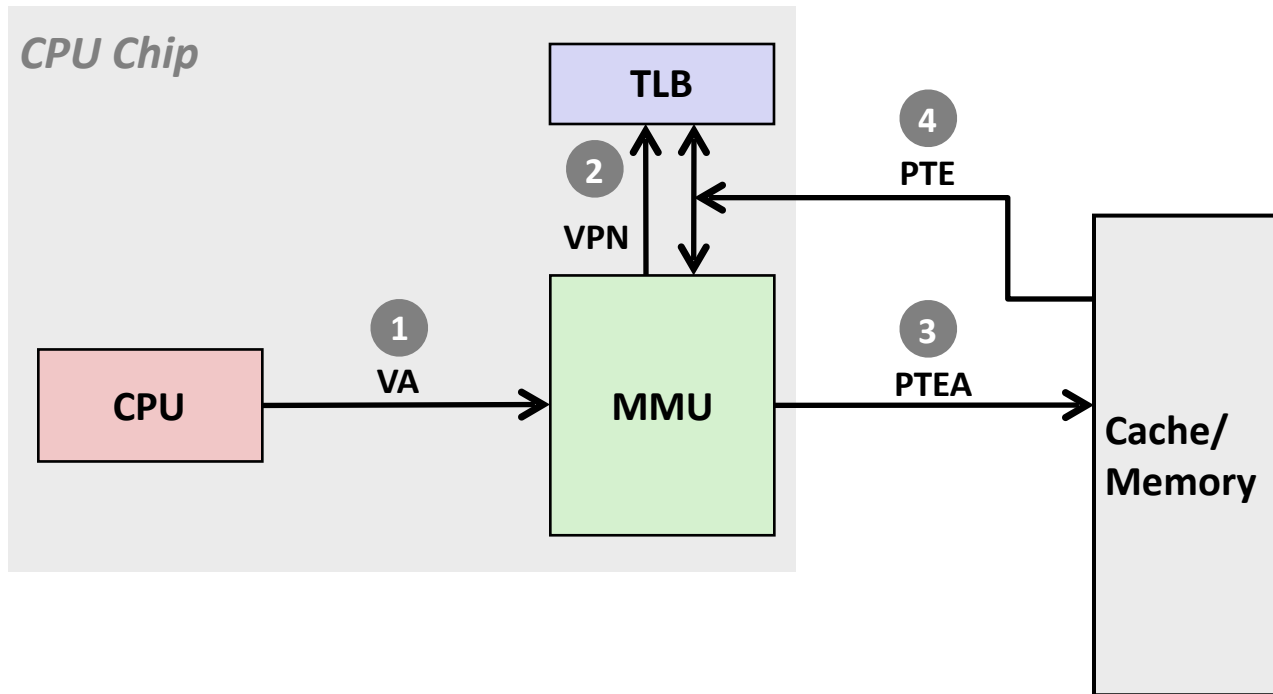 CPU Chip
TLB
4
PTE
2
VPN
1
VA
3
PTEA
CPU
MMU
Cache/
Memory